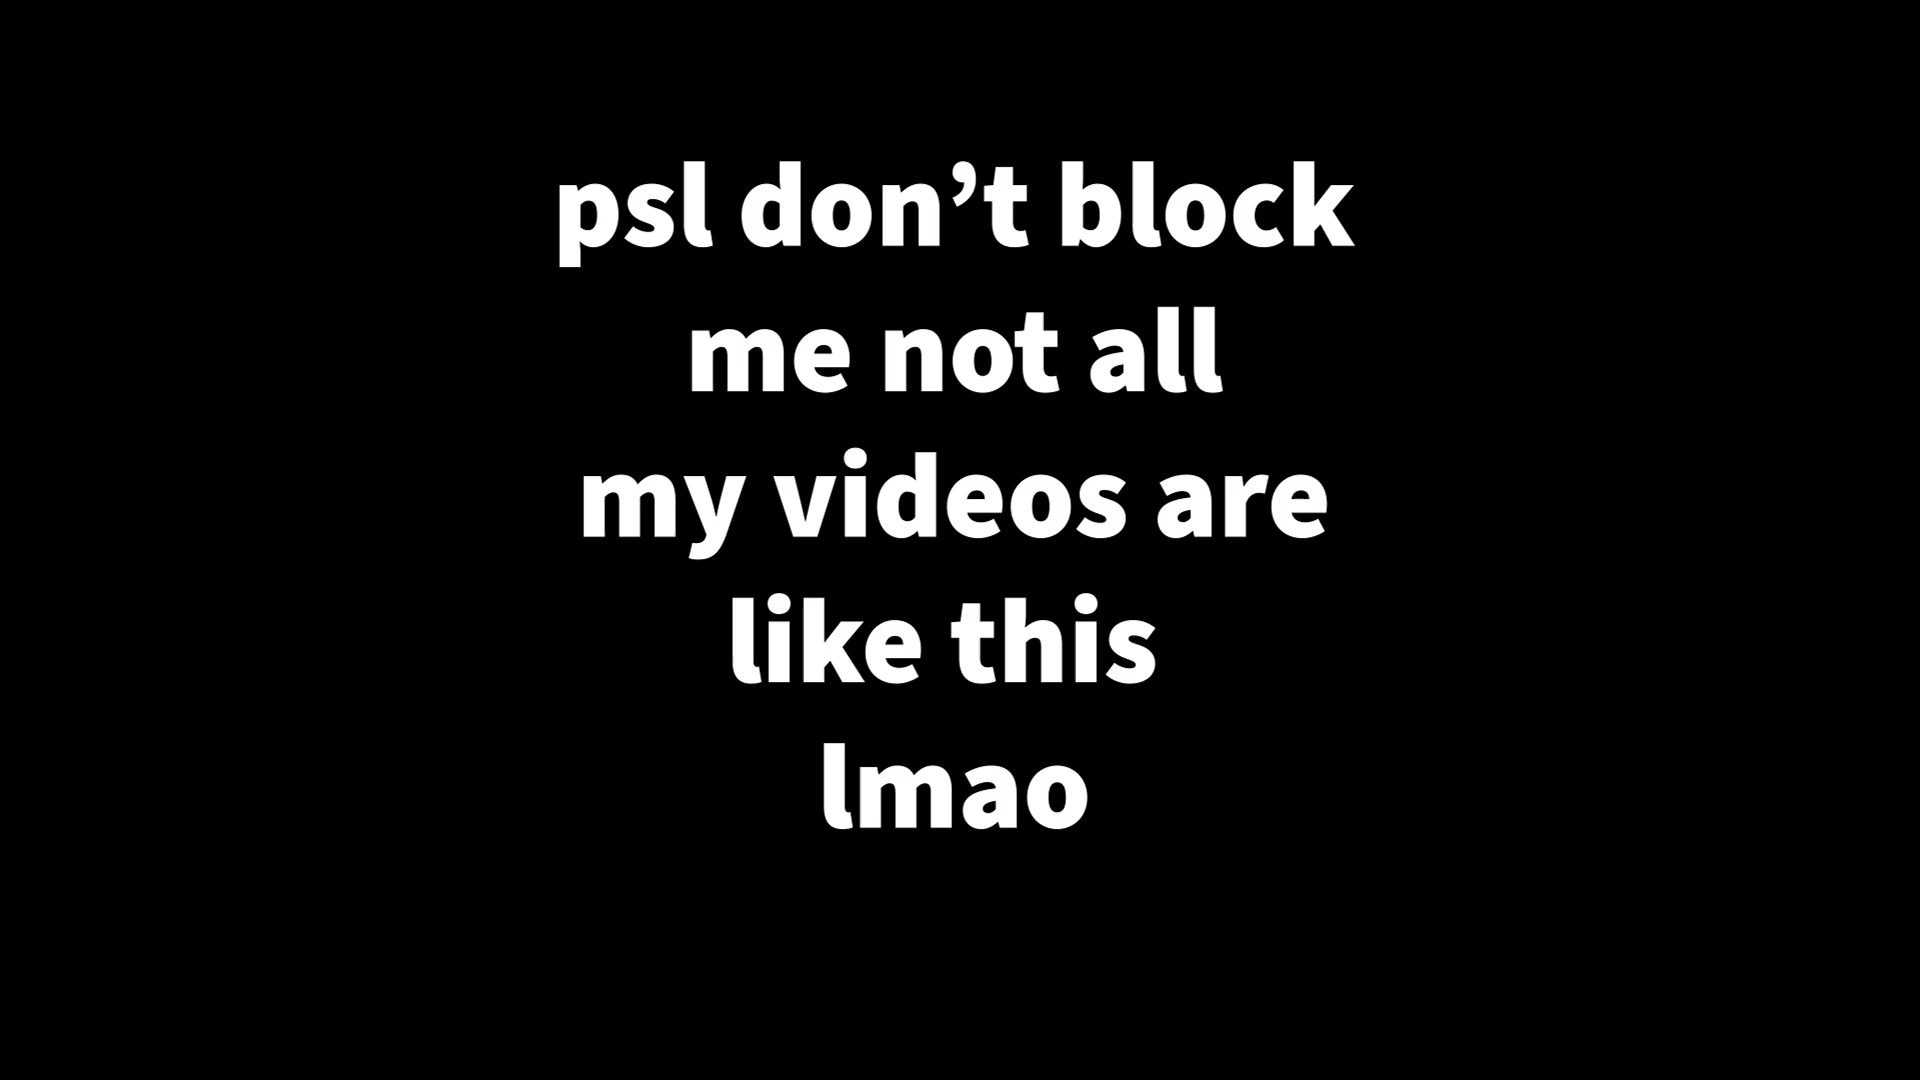 psl don’t block
me not all
my videos are
like this
lmao